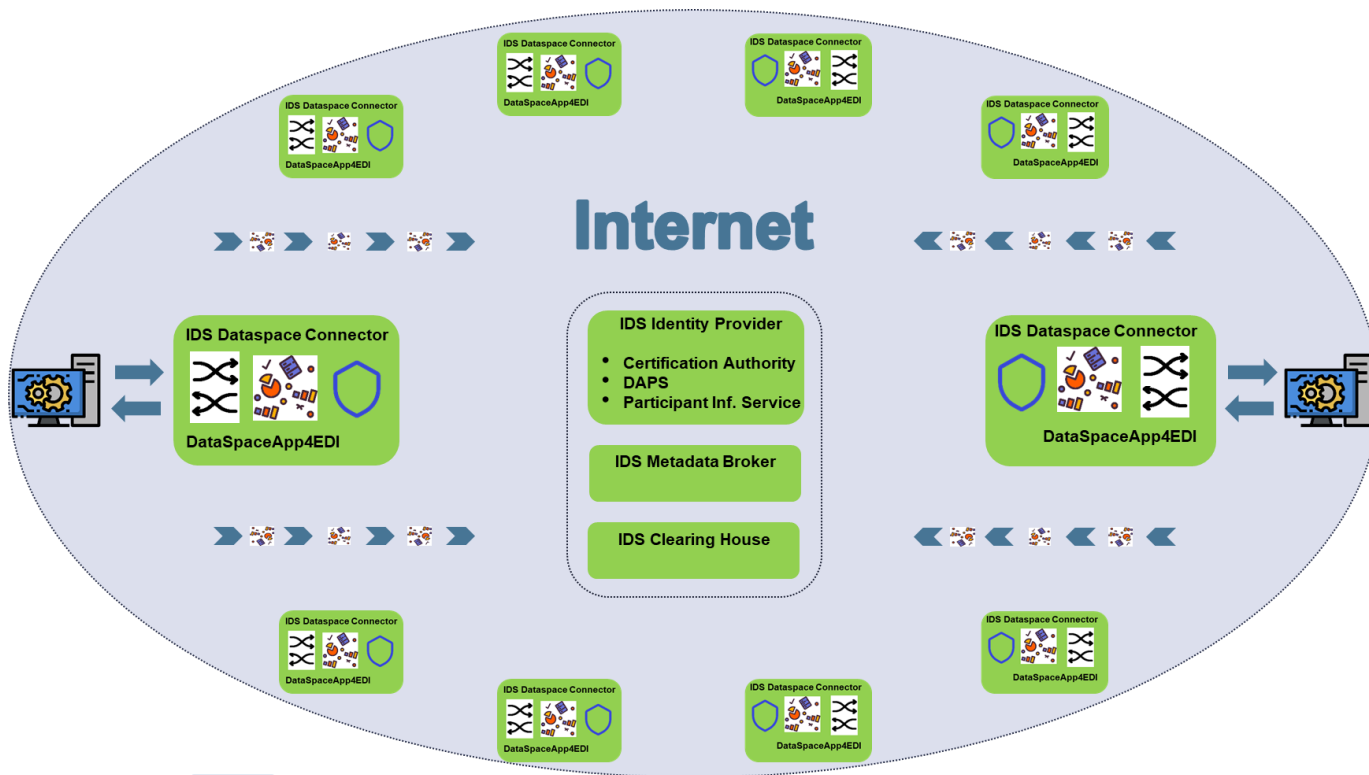 IDS Dataspace Connector
DataSpaceApp4EDI
IDS Dataspace Connector
DataSpaceApp4EDI
IDS Dataspace Connector
DataSpaceApp4EDI
IDS Dataspace Connector
DataSpaceApp4EDI
Internet
IDS Dataspace Connector
DataSpaceApp4EDI
IDS Identity Provider
• Certification Authority
• DAPS
• Participant Inf. Service
IDS Metadata Broker
IDS Clearing House
IDS Dataspace Connector
DataSpaceApp4EDI
IDS Dataspace Connector
DataSpaceApp4EDI
IDS Dataspace Connector
DataSpaceApp4EDI
IDS Dataspace Connector
DataSpaceApp4EDI
IDS Dataspace Connector
DataSpaceApp4EDI